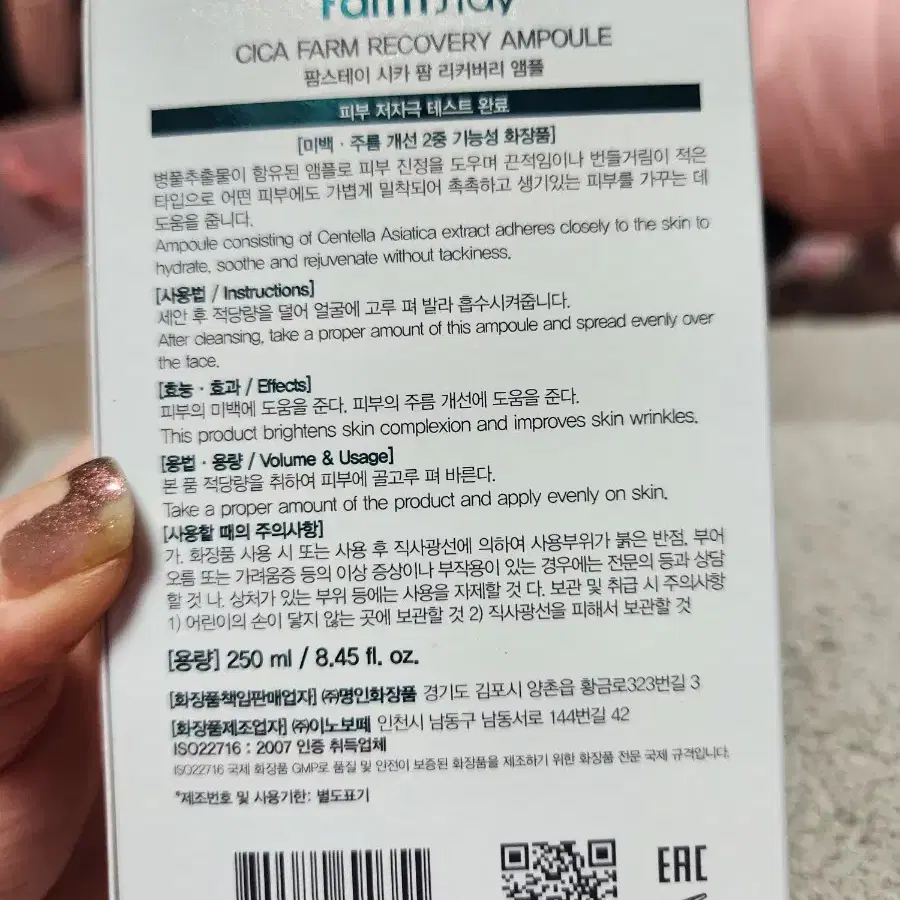 Farm Stay
CICA FARM RECOVERY AMPOULE
팜스테이 시카 팜 리커버리 앰플
피부 저자극 테스트 완료
[미백 · 주름 개선 2중 기능성 화장품]
병풀추출물이 함유된 앰플로 피부 진정을 도우며 끈적임이나 번들거림이 적은
타입으로 어떤 피부에도 가볍게 밀착되어 촉촉하고 생기있는 피부를 가꾸는 데
도움을 줍니다.
Ampoule consisting of Centella Asiatica extract adheres closely to the skin to
hydrate, soothe and rejuvenate without tackiness.
[사용법 / Instructions]
세안 후 적당량을 덜어 얼굴에 고루 펴 발라 흡수시켜줍니다.
After cleansing, take a proper amount of this ampoule and spread evenly over
the face.
[효능 · 효과 / Effects]
피부의 미백에 도움을 준다. 피부의 주름 개선에 도움을 준다.
This product brightens skin complexion and improves skin wrinkles.
[용법 · 용량 / Volume & Usage]
본 품 적당량을 취하여 피부에 골고루 펴 바른다.
Take a proper amount of the product and apply evenly on skin.
[사용할 때의 주의사항]
가. 화장품 사용 시 또는 사용 후 직사광선에 의하여 사용부위가 붉은 반점, 부어
오름 또는 가려움증 등의 이상 증상이나 부작용이 있는 경우에는 전문의 등과 상담
할 것 나. 상처가 있는 부위 등에는 사용을 자제할 것 다. 보관 및 취급 시 주의사항
1) 어린이의 손이 닿지 않는 곳에 보관할 것 2) 직사광선을 피해서 보관할 것
[용량] 250 ml / 8.45 fl. oz.
[화장품책임판매업자] ㈜명인화장품 경기도 김포시 양촌읍 황금로323번길 3
[화장품제조업자] ㈜이노보페 인천시 남동구 남동서로 144번길 42
ISO22716 : 2007 인증 취득업체
ISO22716 국제 화장품 GMP로 품질 및 안전이 보증된 화장품을 제조하기 위한 화장품 전문 국제 규격입니다.
*제조번호 및 사용기한: 별도표기
EAC